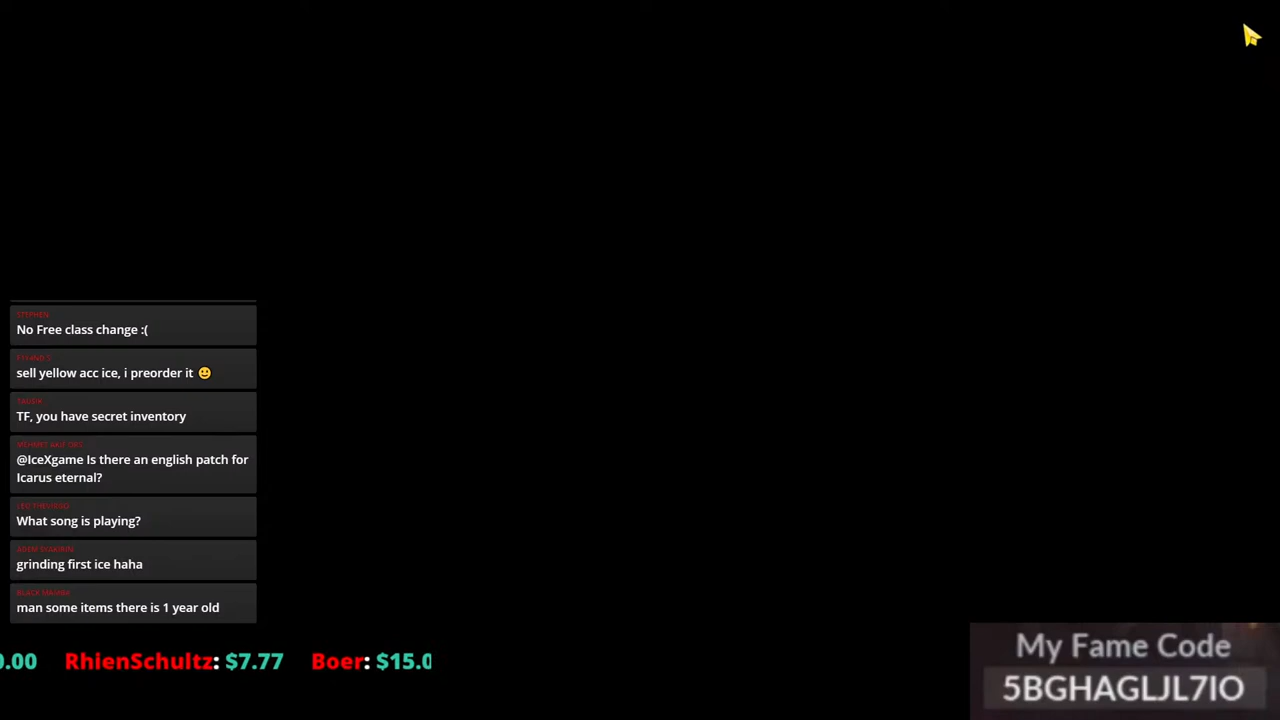 STYPHEN
No Free class change :(
sell yellow acc ice, i preorder it 🙂
TF, you have secret inventory
@IceXgame Is there an english patch for
Icarus eternal?
What song is playing?
grinding first ice haha
man some items there is 1 year old
0.00 RhienSchultz: $7.77 Boer: $15.0
My Fame Code
5BGHAGLJL7IO